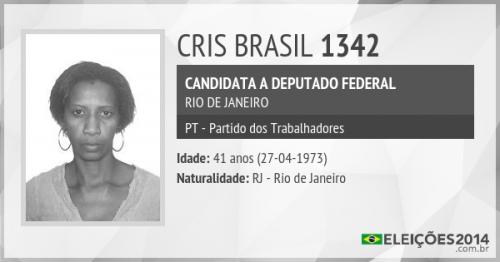 CRIS BRASIL 1342
CANDIDATA A DEPUTADO FEDERAL
RIO DE JANEIRO
PT - Partido dos Trabalhadores
Idade: 41 anos (27-04-1973)
Naturalidade: RJ - Rio de Janeiro
ELEIÇÕES2014
.com.br